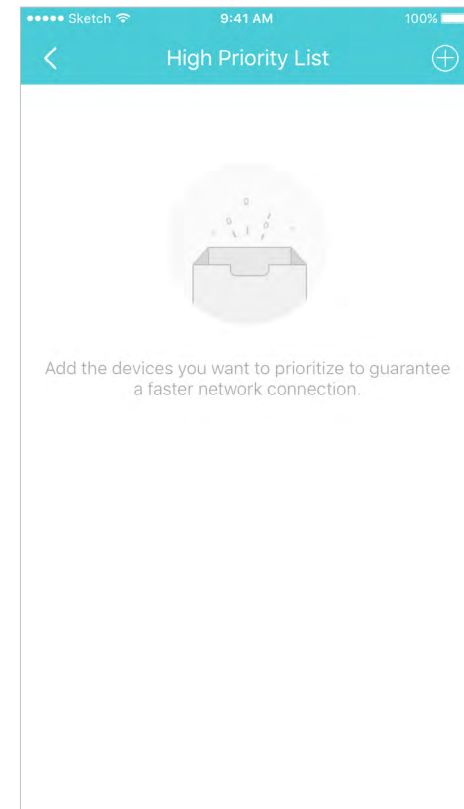 Sketch 9:41 AM 100%
High Priority List
Add the devices you want to prioritize to guarantee
a faster network connection.